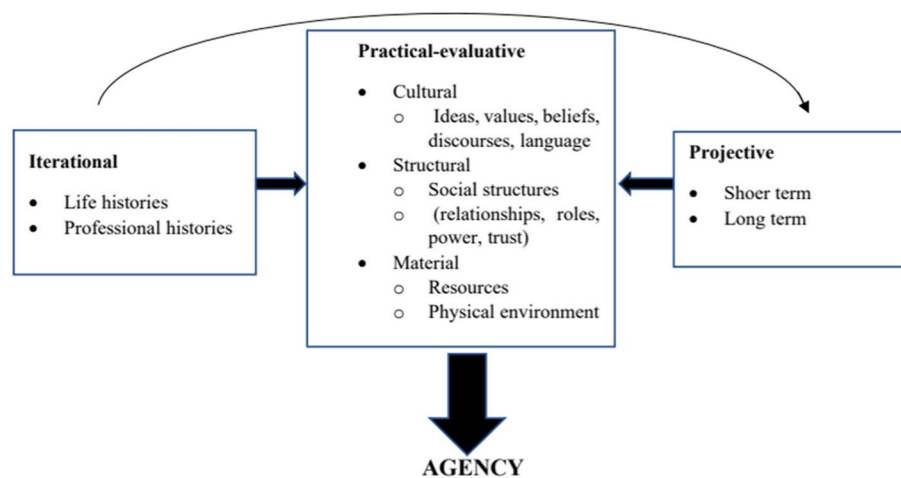 Practical-evaluative
• Cultural
o Ideas, values, beliefs,
discourses, language
• Structural
o Social structures
o (relationships, roles,
power, trust)
• Material
o Resources
o Physical environment
Iterational
• Life histories
• Professional histories
Projective
• Shoer term
• Long term
AGENCY